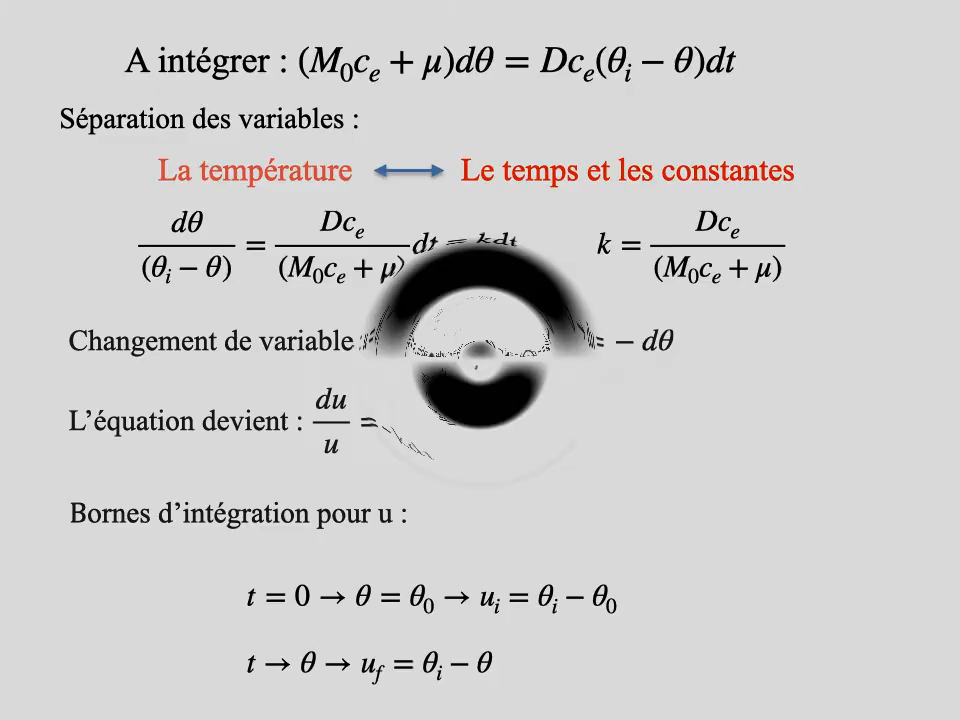 A intégrer : (M₀cₑ + μ)dθ = Dcₑ(θᵢ − θ)dt
Séparation des variables :
La température Le temps et les constantes
dθ/(θᵢ − θ) = Dcₑ/(M₀cₑ + μ) dt = kdt k = Dcₑ/(M₀cₑ + μ)
Changement de variable = − dθ
L’équation devient : du/u =
Bornes d’intégration pour u :
t = 0 → θ = θ₀ → uᵢ = θᵢ − θ₀
t → θ → u_f = θᵢ − θ